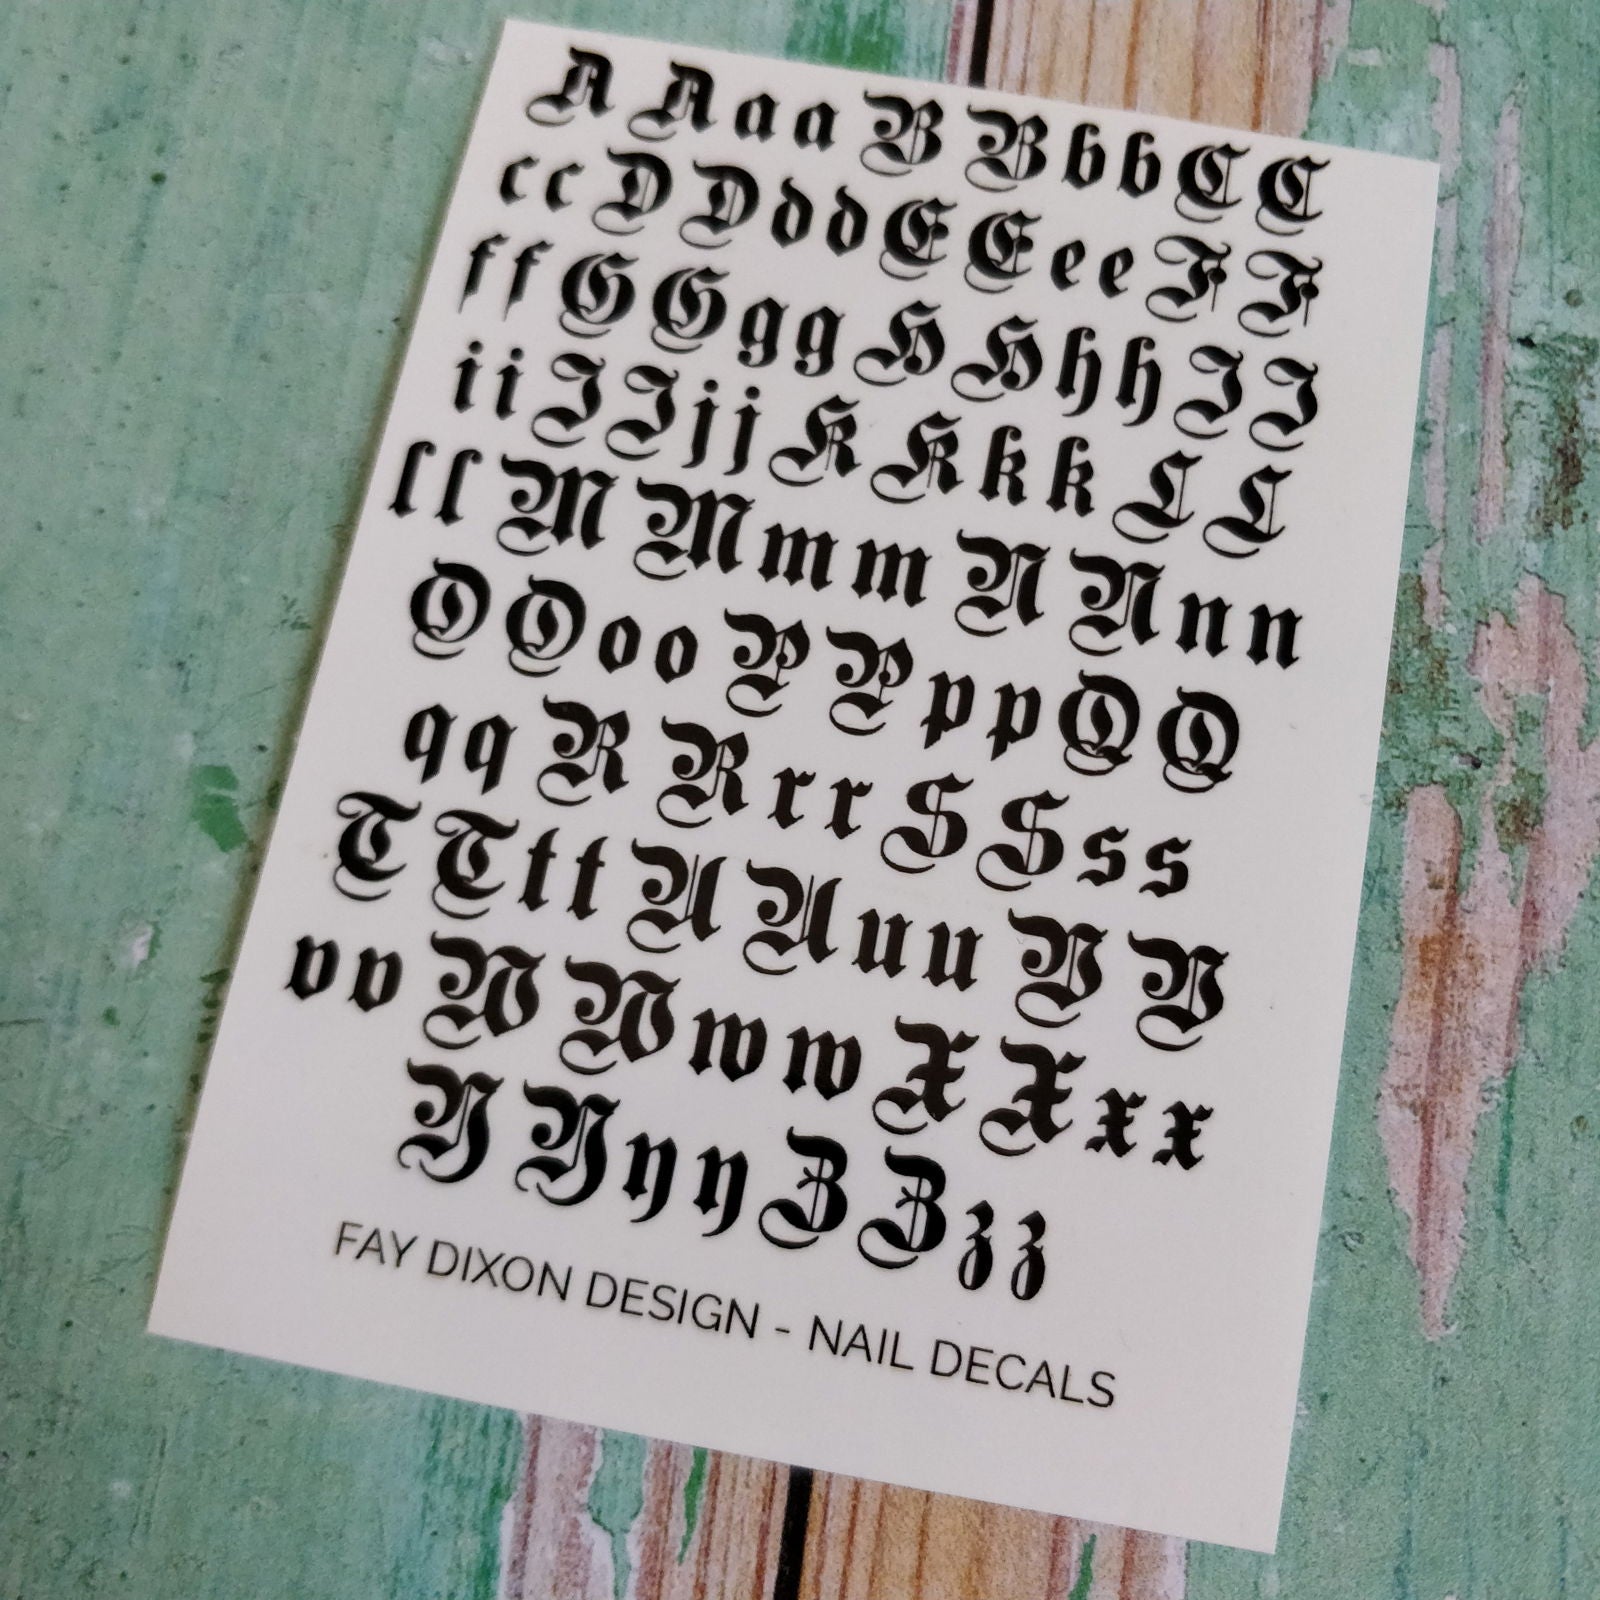 A A a a B B b b C C
c c D D d d E E e e F F
f f G G g g H H h h I I
i i J J j j K K k k L L
l l M M m m N N n n
O O o o P P p p Q Q
q q R R r r S S s s
T T t t U U u u V V
v v W W w w X X x x
Y Y y y Z Z z z
FAY DIXON DESIGN - NAIL DECALS